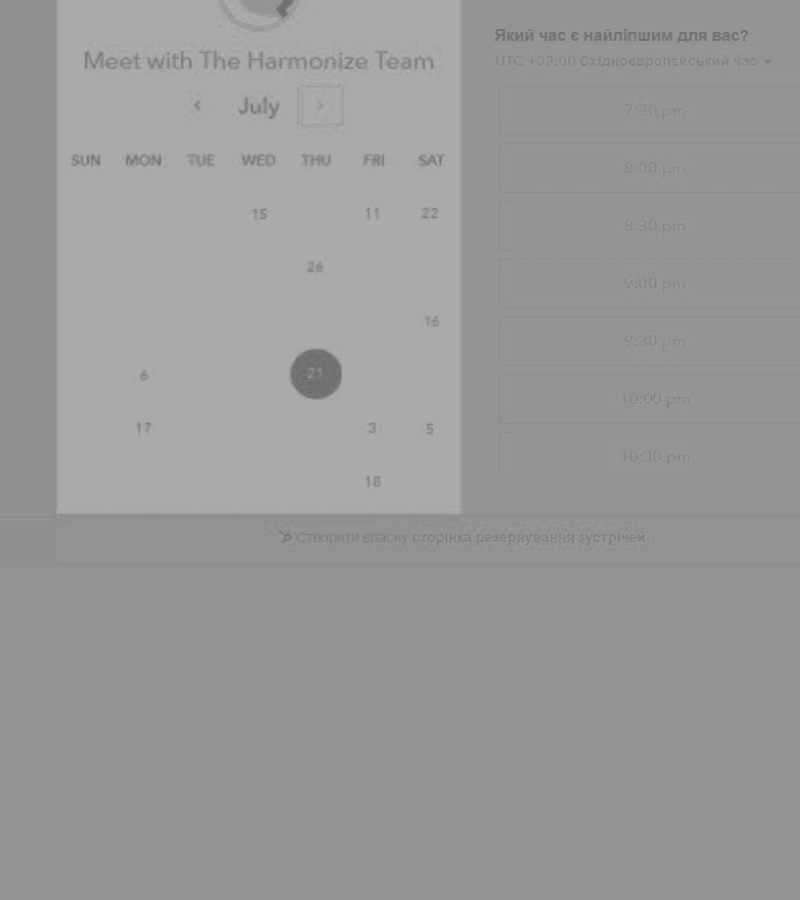 Meet with The Harmonize Team
‹ July ›
SUN MON TUE WED THU FRI SAT
15 11 22
26
16
6 21
17 3 5
18
Який час є найліпшим для вас?
UTC +03:00 Східноєвропейський час
7:30 pm
8:00 pm
8:30 pm
9:00 pm
9:30 pm
10:00 pm
10:30 pm
Створити власну сторінка резервування зустрічей